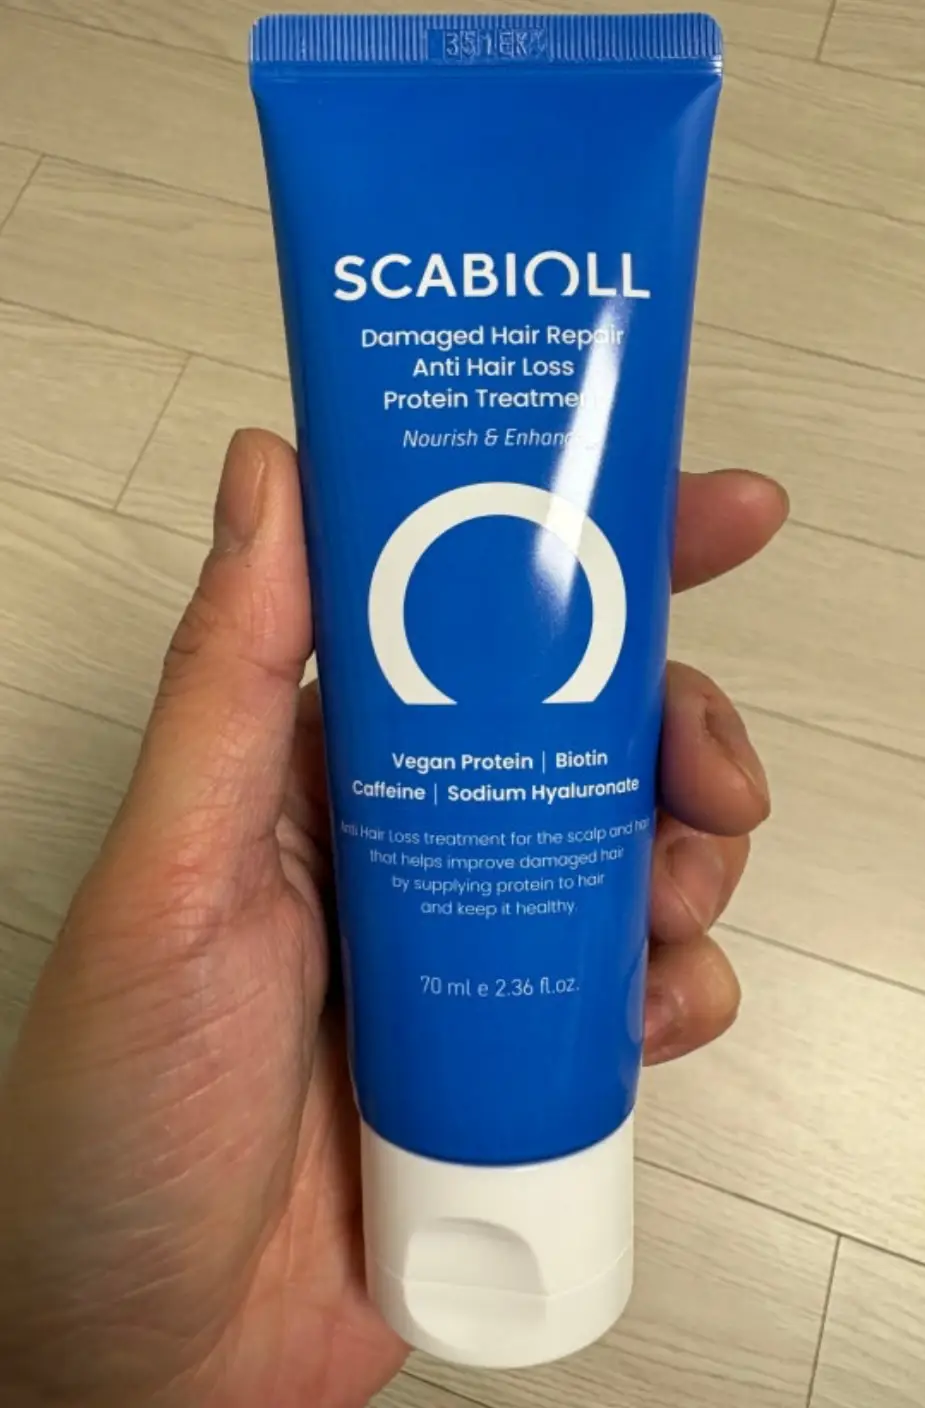 SCABIOLL
Damaged Hair Repair
Anti Hair Loss
Protein Treatment
Nourish & Enhance
Vegan Protein | Biotin
Caffeine | Sodium Hyaluronate
Anti Hair Loss treatment for the scalp and hair
that helps improve damaged hair
by supplying protein to hair
and keep it healthy.
70 ml e 2.36 fl.oz.